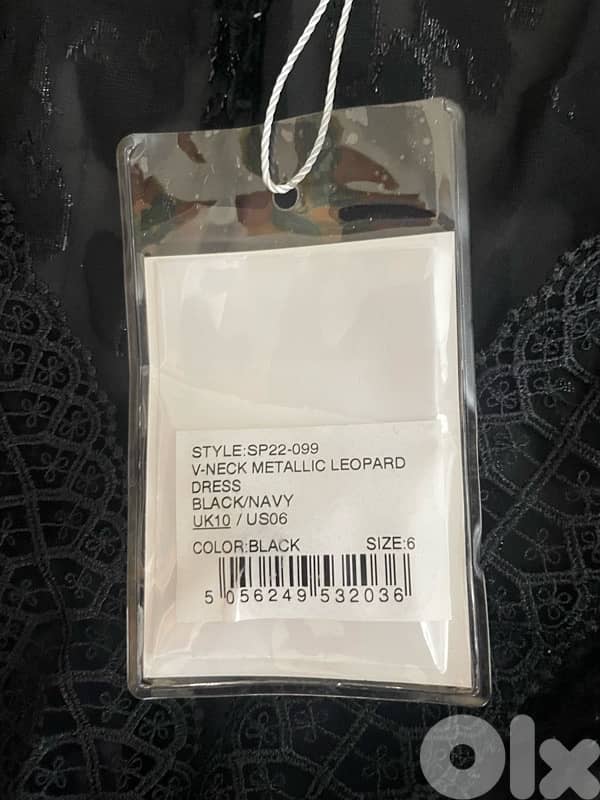 STYLE:SP22-099
V-NECK METALLIC LEOPARD
DRESS
BLACK/NAVY
UK10 / US06
COLOR:BLACK SIZE:6
5 056249 532036
Olx